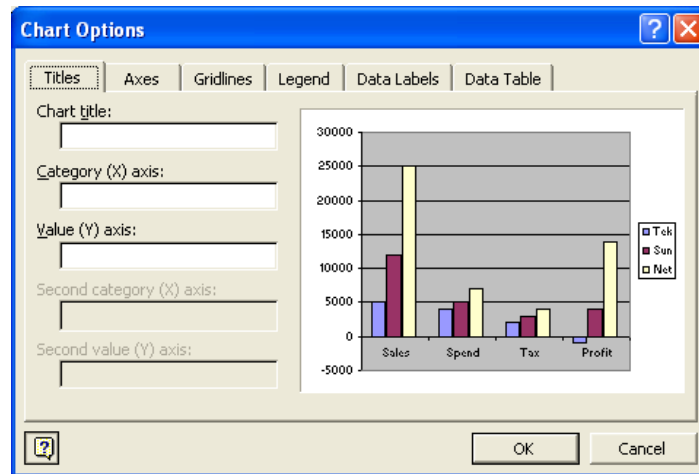 Chart Options
Titles Axes Gridlines Legend Data Labels Data Table
Chart title:
Category (X) axis:
Value (Y) axis:
Second category (X) axis:
Second value (Y) axis:
30000
25000
20000
15000
10000
5000
0
-5000
Sales Spend Tax Profit
Tek
Sun
Net
OK Cancel